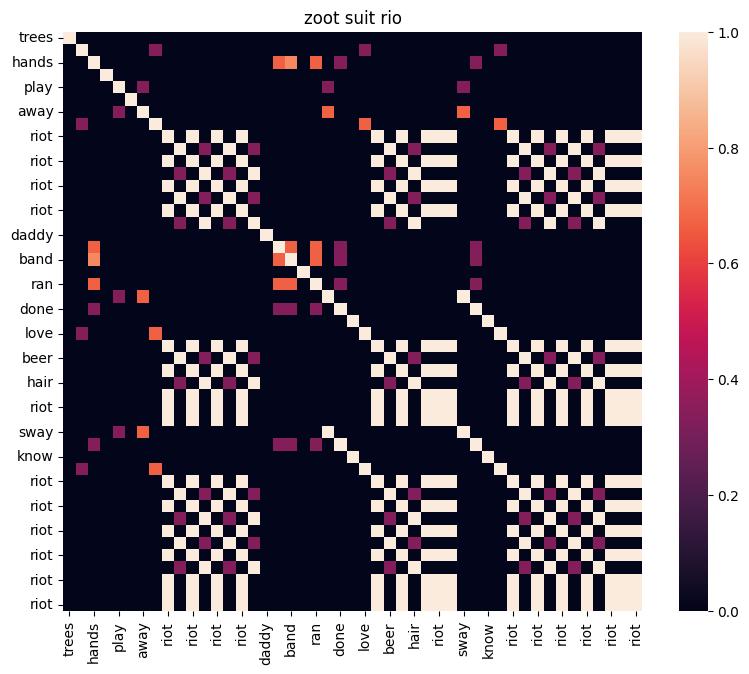 zoot suit rio
trees
hands
play
away
riot
riot
riot
riot
daddy
band
ran
done
love
beer
hair
riot
sway
know
riot
riot
riot
riot
riot
riot
1.0
0.8
0.6
0.4
0.2
0.0
trees
hands
play
away
riot
riot
riot
riot
daddy
band
ran
done
love
beer
hair
riot
sway
know
riot
riot
riot
riot
riot
riot